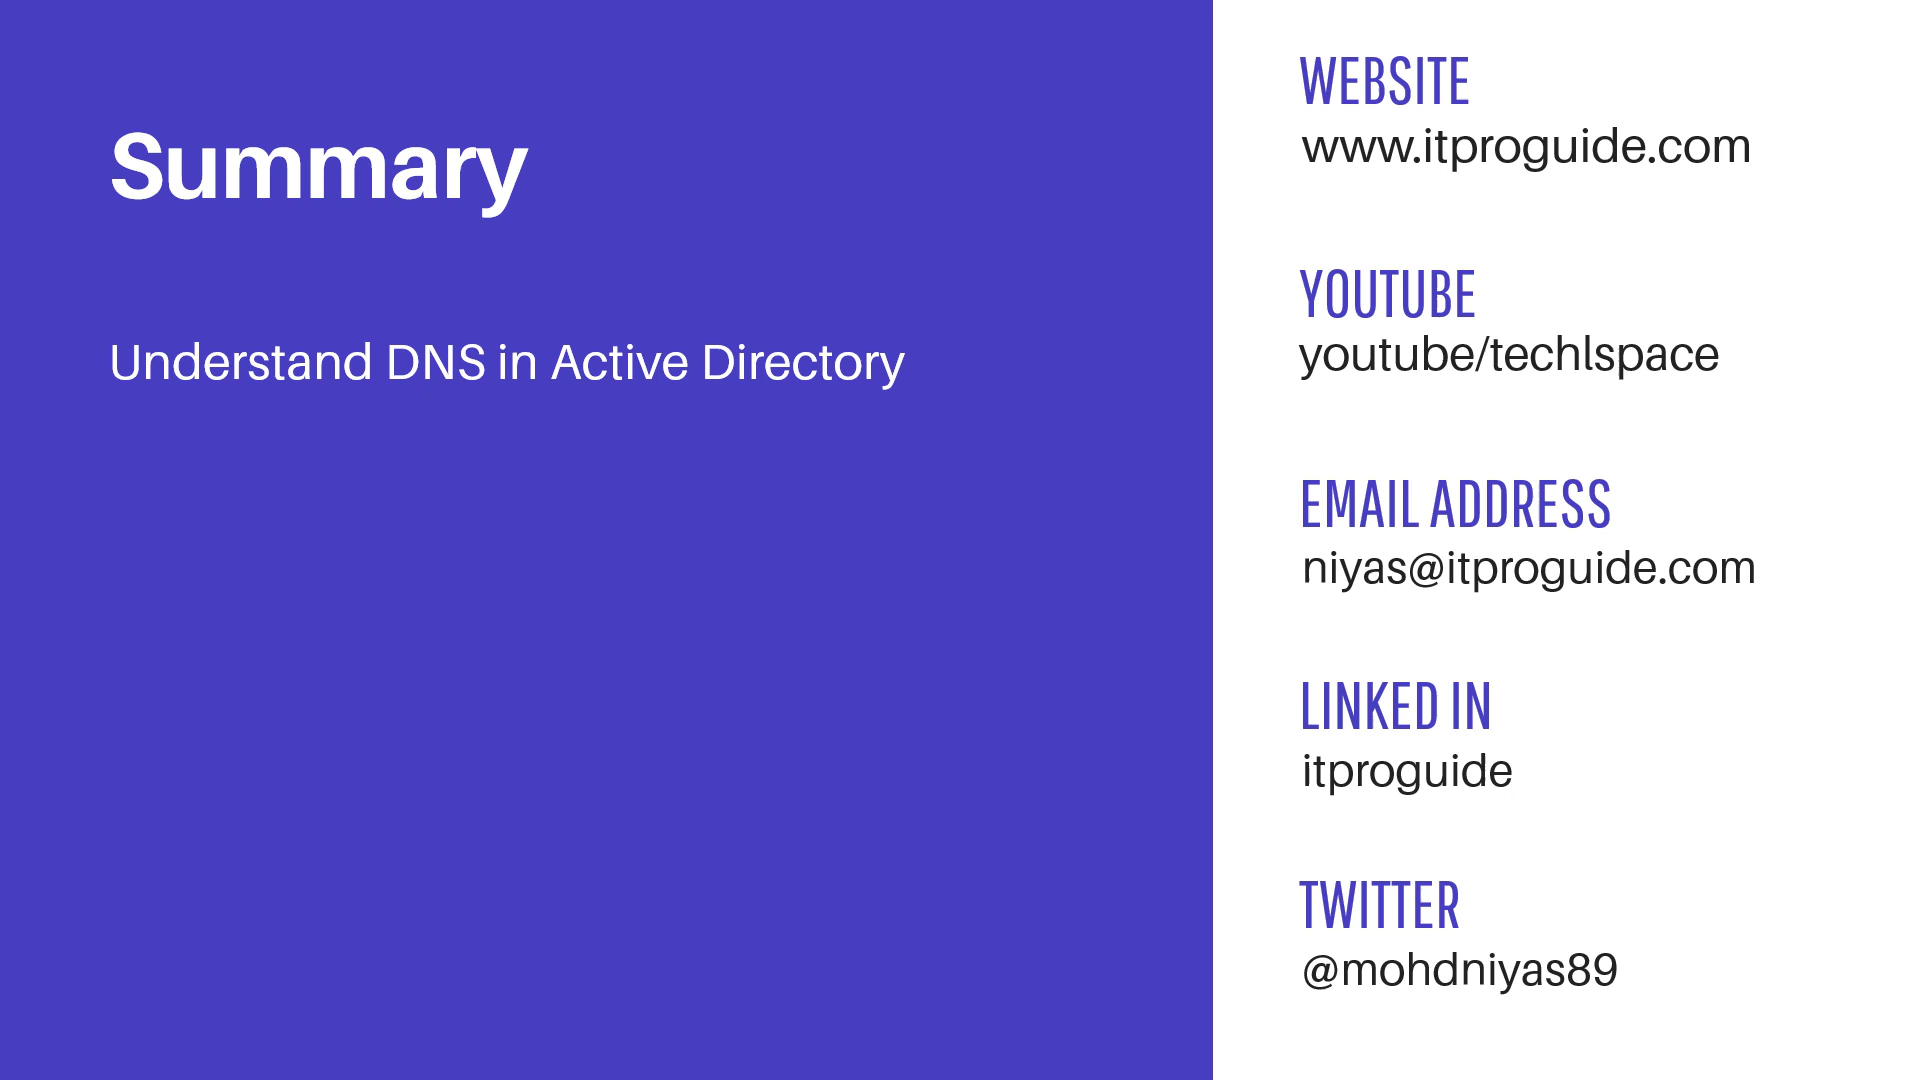 Summary
Understand DNS in Active Directory
WEBSITE
www.itproguide.com
YOUTUBE
youtube/techlspace
EMAIL ADDRESS
niyas@itproguide.com
LINKED IN
itproguide
TWITTER
@mohdniyas89